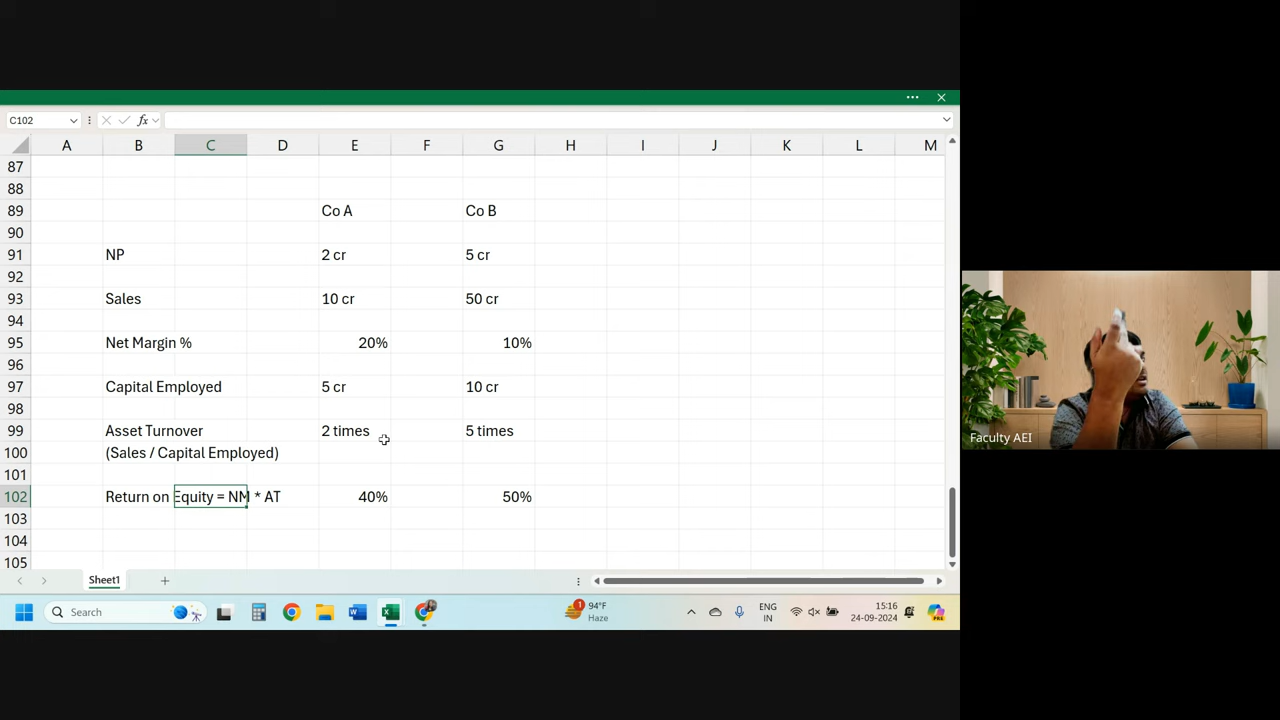 C102
fx
A B C D E F G H I J K L M
87
88
89 Co A Co B
90
91 NP 2 cr 5 cr
92
93 Sales 10 cr 50 cr
94
95 Net Margin % 20% 10%
96
97 Capital Employed 5 cr 10 cr
98
99 Asset Turnover 2 times 5 times
100 (Sales / Capital Employed)
101
102 Return on Equity = NM * AT 40% 50%
103
104
105
Sheet1
Faculty AEI
Search
1
94°F
Haze
ENG
IN
15:16
24-09-2024
PRE